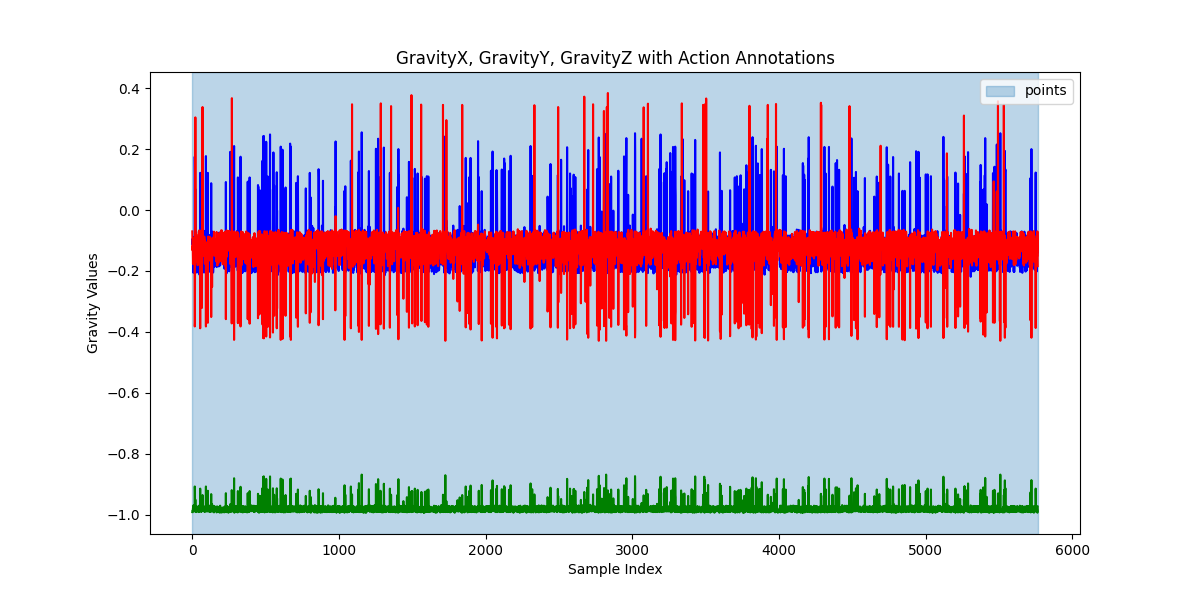 GravityX, GravityY, GravityZ with Action Annotations
points
Gravity Values
0.4
0.2
0.0
−0.2
−0.4
−0.6
−0.8
−1.0
0 1000 2000 3000 4000 5000 6000
Sample Index